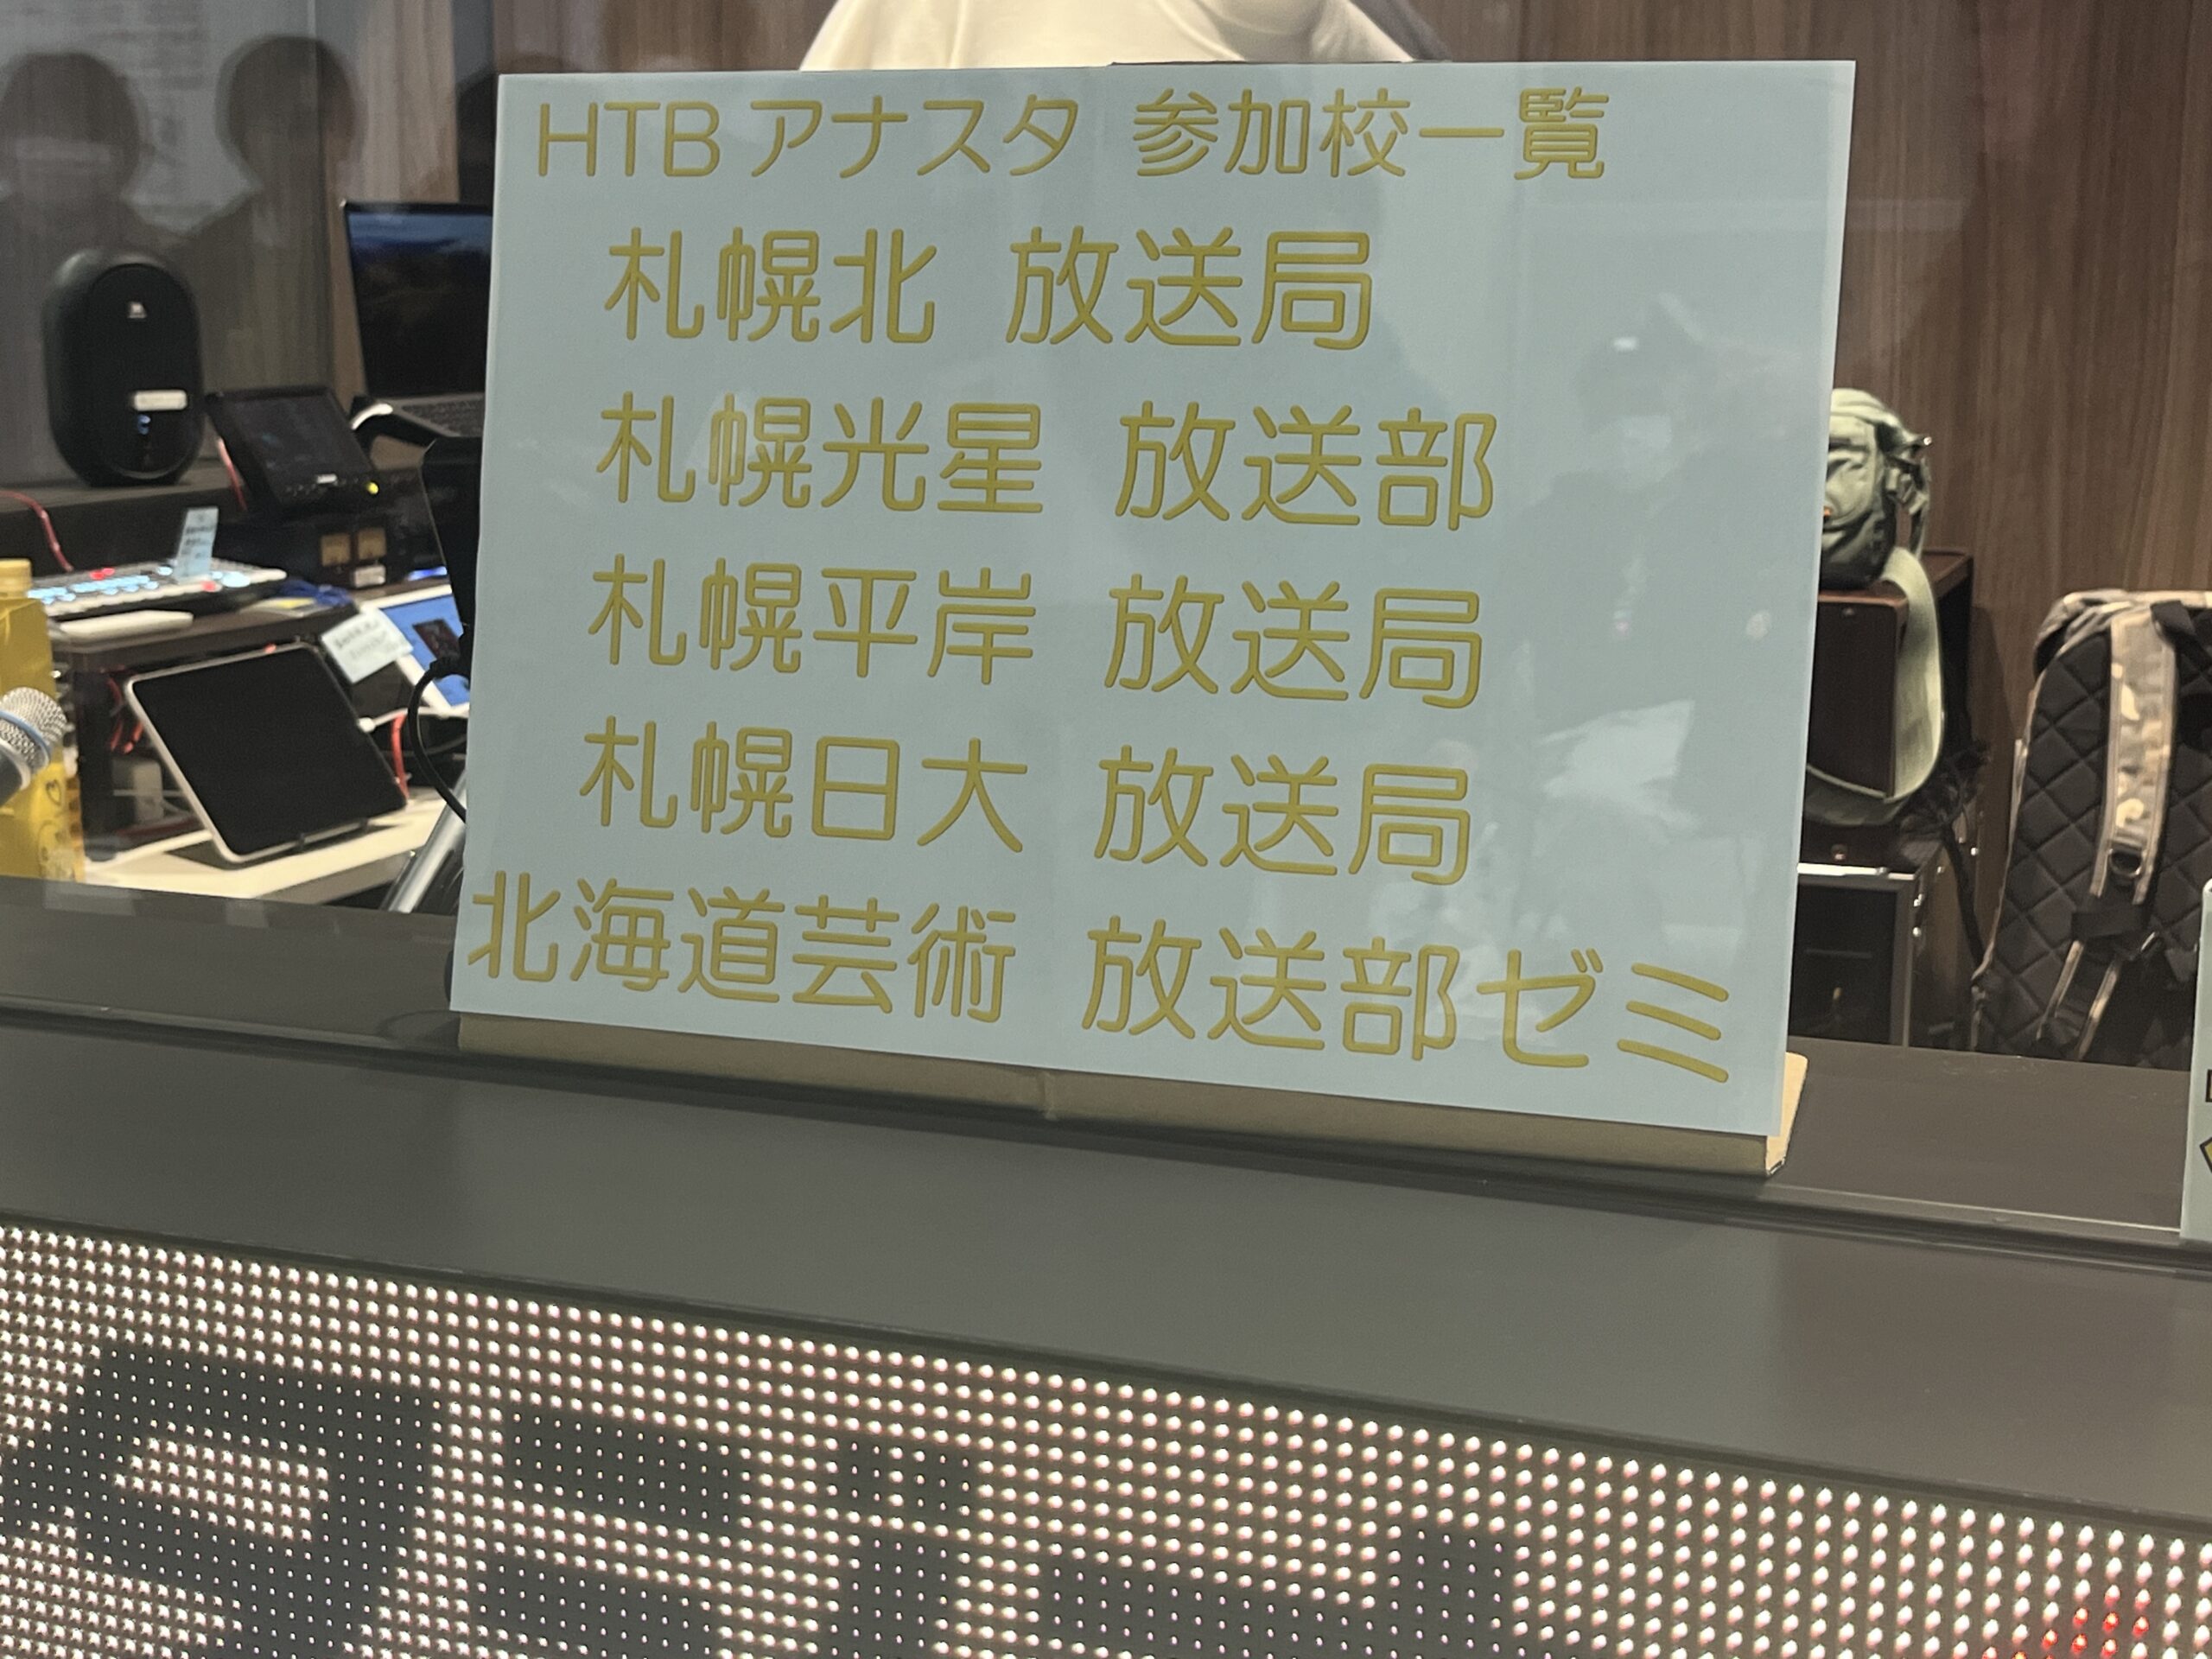 HTB アナスタ 参加校一覧
札幌北 放送局
札幌光星 放送部
札幌平岸 放送局
札幌日大 放送局
北海道芸術 放送部ゼミ